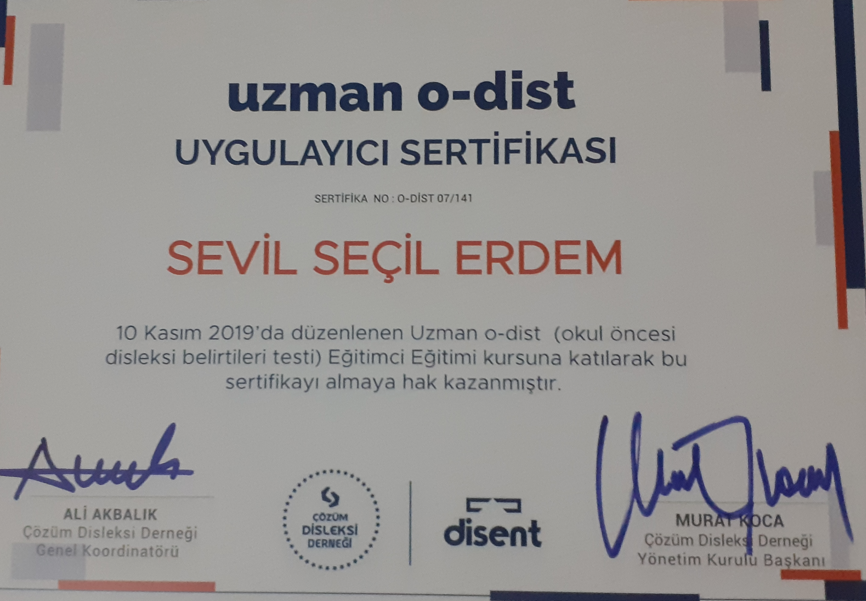 uzman o-dist
UYGULAYICI SERTİFİKASI
SERTİFİKA NO : O-DİST 07/141
SEVİL SEÇİL ERDEM
10 Kasım 2019'da düzenlenen Uzman o-dist (okul öncesi
disleksi belirtileri testi) Eğitimci Eğitimi kursuna katılarak bu
sertifikayı almaya hak kazanmıştır.
ALİ AKBALIK
Çözüm Disleksi Derneği
Genel Koordinatörü
ÇÖZÜM
DİSLEKSİ
DERNEĞİ
disent
MURAT KOCA
Çözüm Disleksi Derneği
Yönetim Kurulu Başkanı